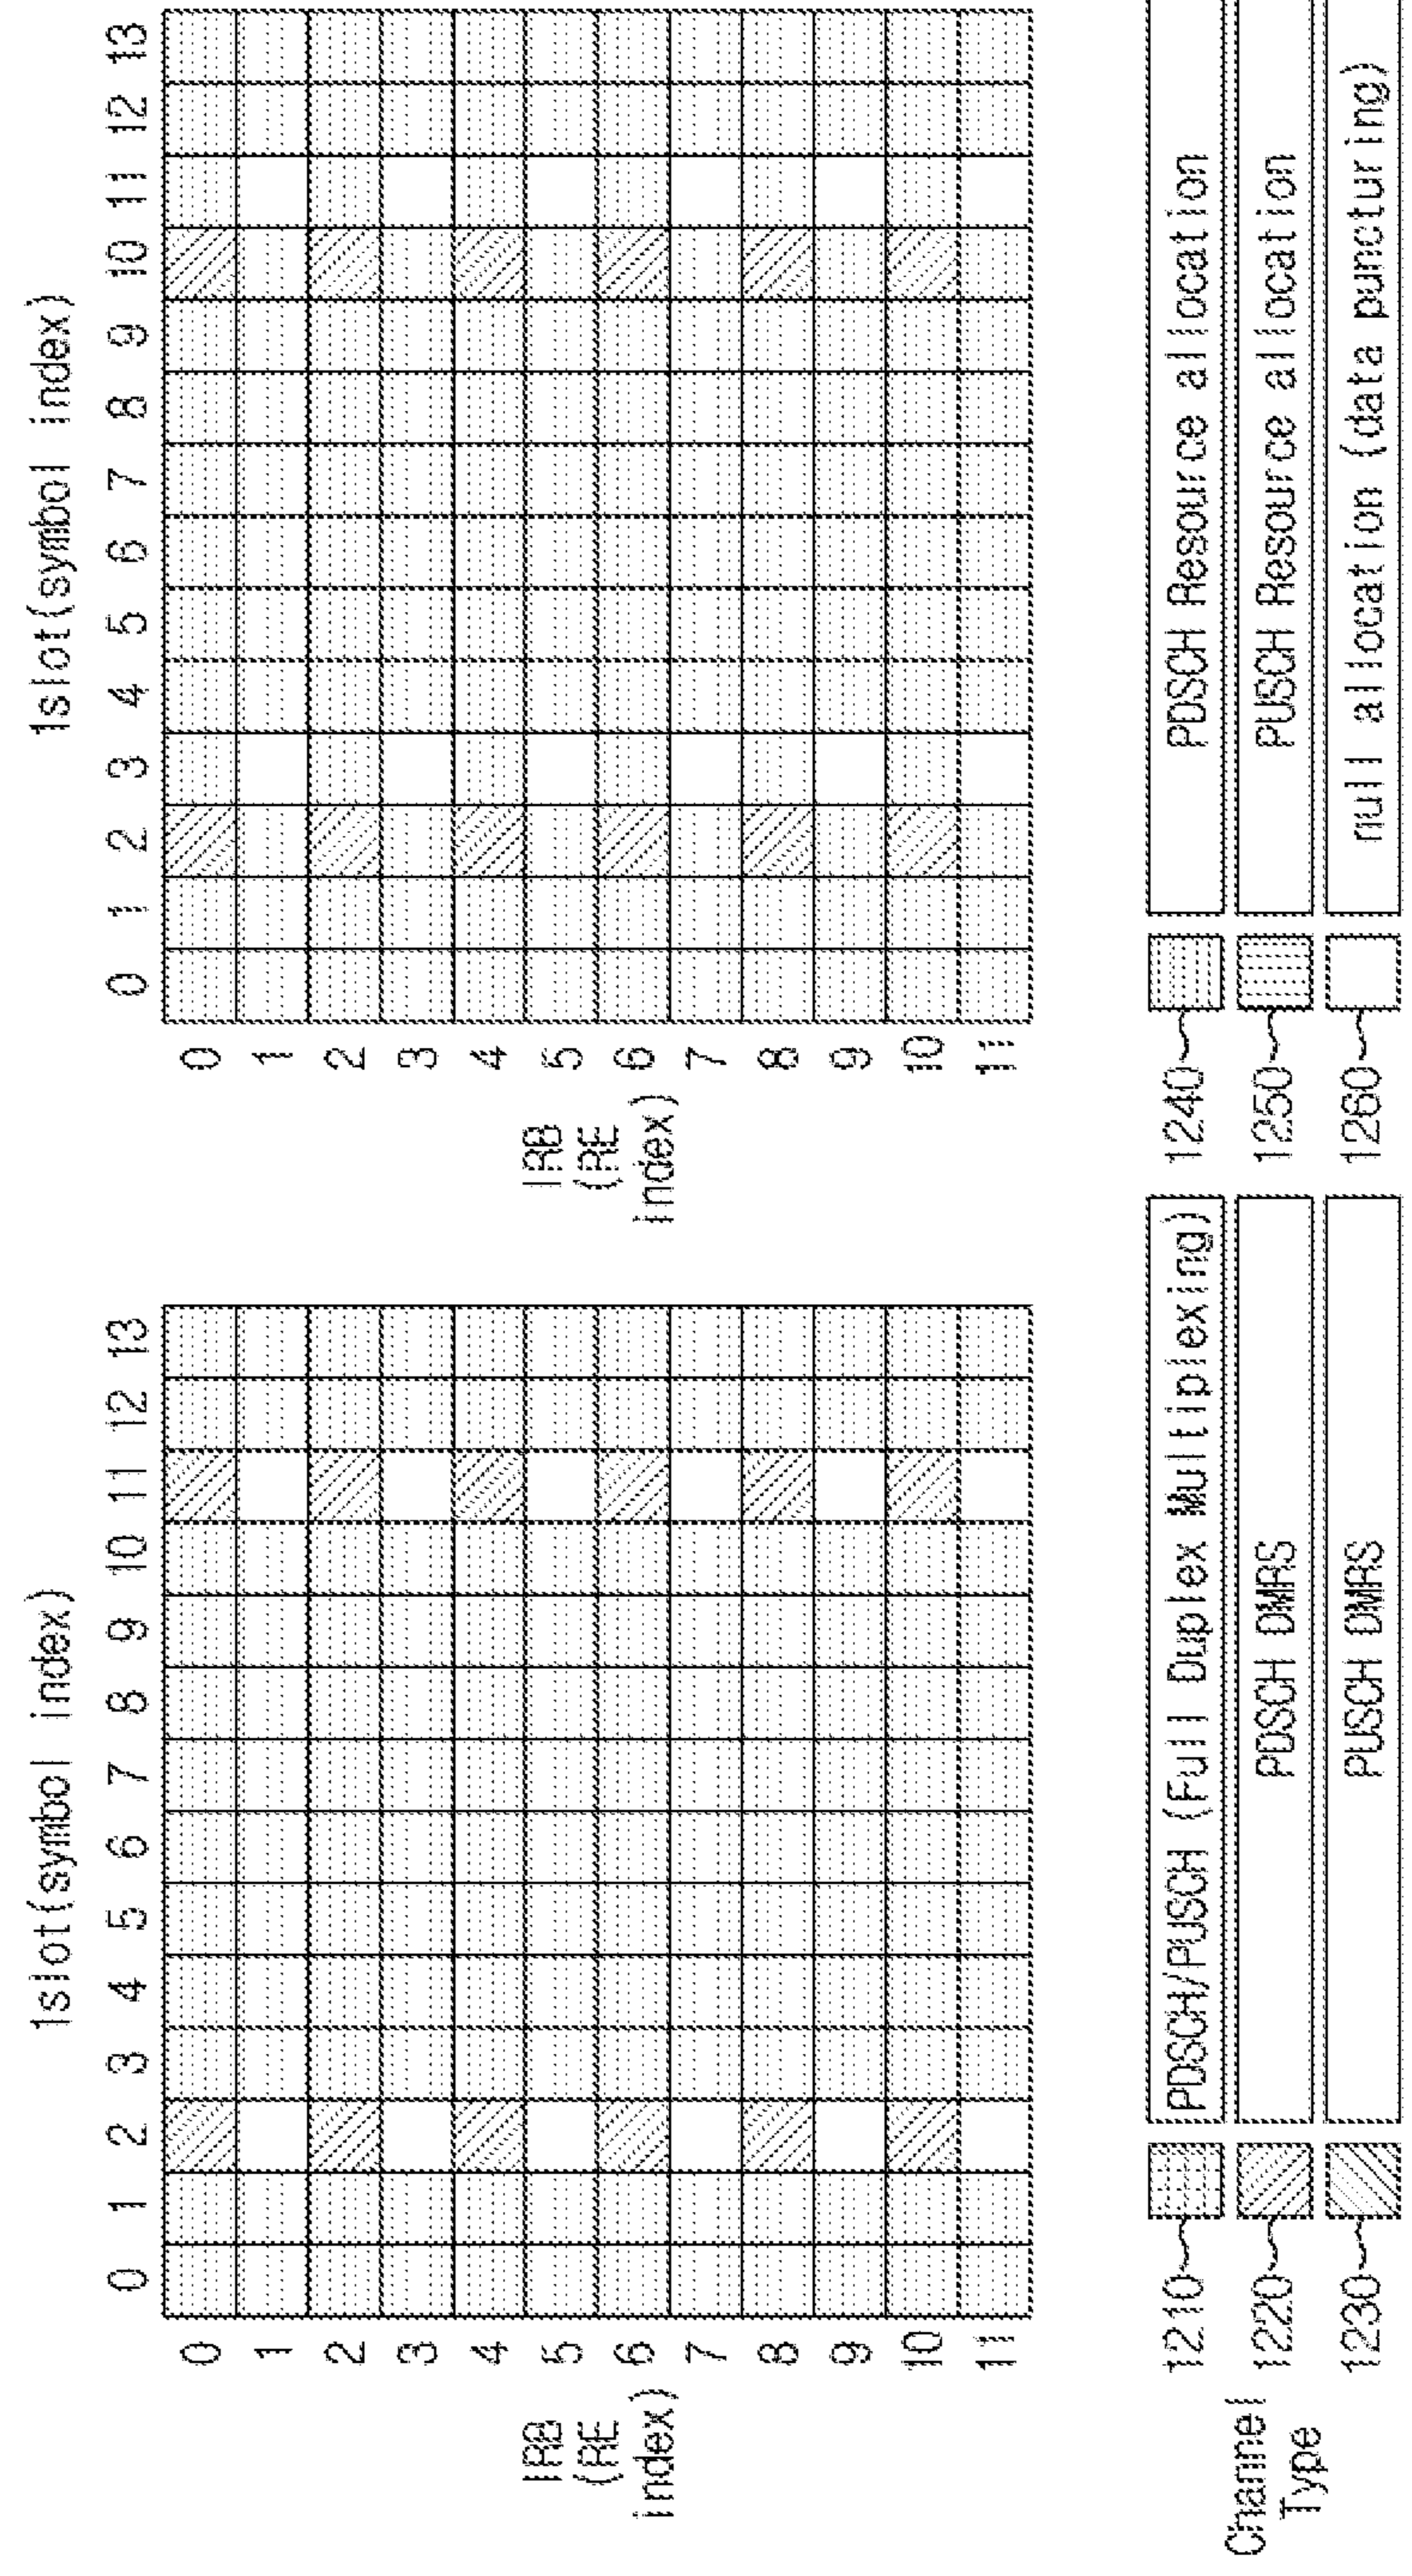 1slot(symbol index)
0 1 2 3 4 5 6 7 8 9 10 11 12 13
0
1
2
3
4
5
6
7
8
9
10
11
1RB
(RE
index)
1slot(symbol index)
0 1 2 3 4 5 6 7 8 9 10 11 12 13
0
1
2
3
4
5
6
7
8
9
10
11
1RB
(RE
index)
Channel
Type
1210 PDSCH/PUSCH (Full Duplex Multiplexing)
1220 PDSCH DMRS
1230 PUSCH DMRS
1240 PDSCH Resource allocation
1250 PUSCH Resource allocation
1260 null allocation (data puncturing)